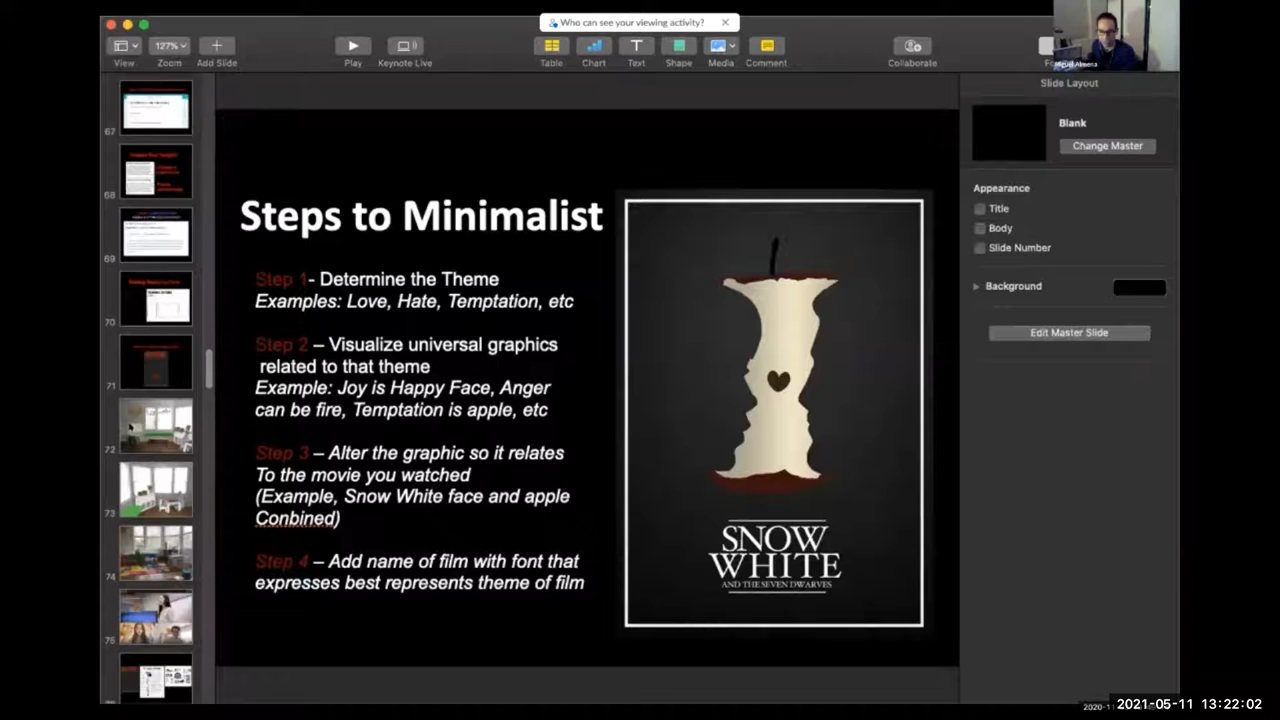 Who can see your viewing activity?
127%
View
Zoom
Add Slide
Play
Keynote Live
Table
Chart
Text
Shape
Media
Comment
Collaborate
Slide Layout
Blank
Change Master
Appearance
Title
Body
Slide Number
Background
Edit Master Slide
67
68
69
70
71
72
73
74
75
Steps to Minimalist
Step 1- Determine the Theme
Examples: Love, Hate, Temptation, etc
Step 2 – Visualize universal graphics
related to that theme
Example: Joy is Happy Face, Anger
can be fire, Temptation is apple, etc
Step 3 – Alter the graphic so it relates
To the movie you watched
(Example, Snow White face and apple
Conbined)
Step 4 – Add name of film with font that
expresses best represents theme of film
SNOW
WHITE
AND THE SEVEN DWARVES
2021-05-11 13:22:02